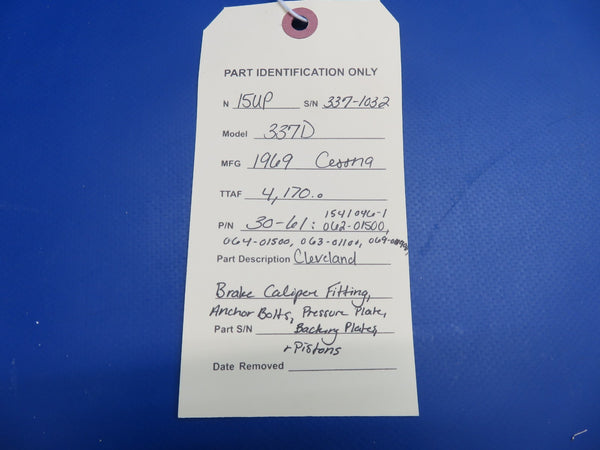 PART IDENTIFICATION ONLY
N 15UP S/N 337-1032
Model 337D
MFG 1969 Cessna
TTAF 4,170.0
1541046-1
P/N 30-61: 062-01500,
064-01500, 063-01100,
Part Description Cleveland
Brake Caliper Fitting,
Anchor Bolts, Pressure Plate,
Part S/N Backing Plates,
+ Pistons
Date Removed